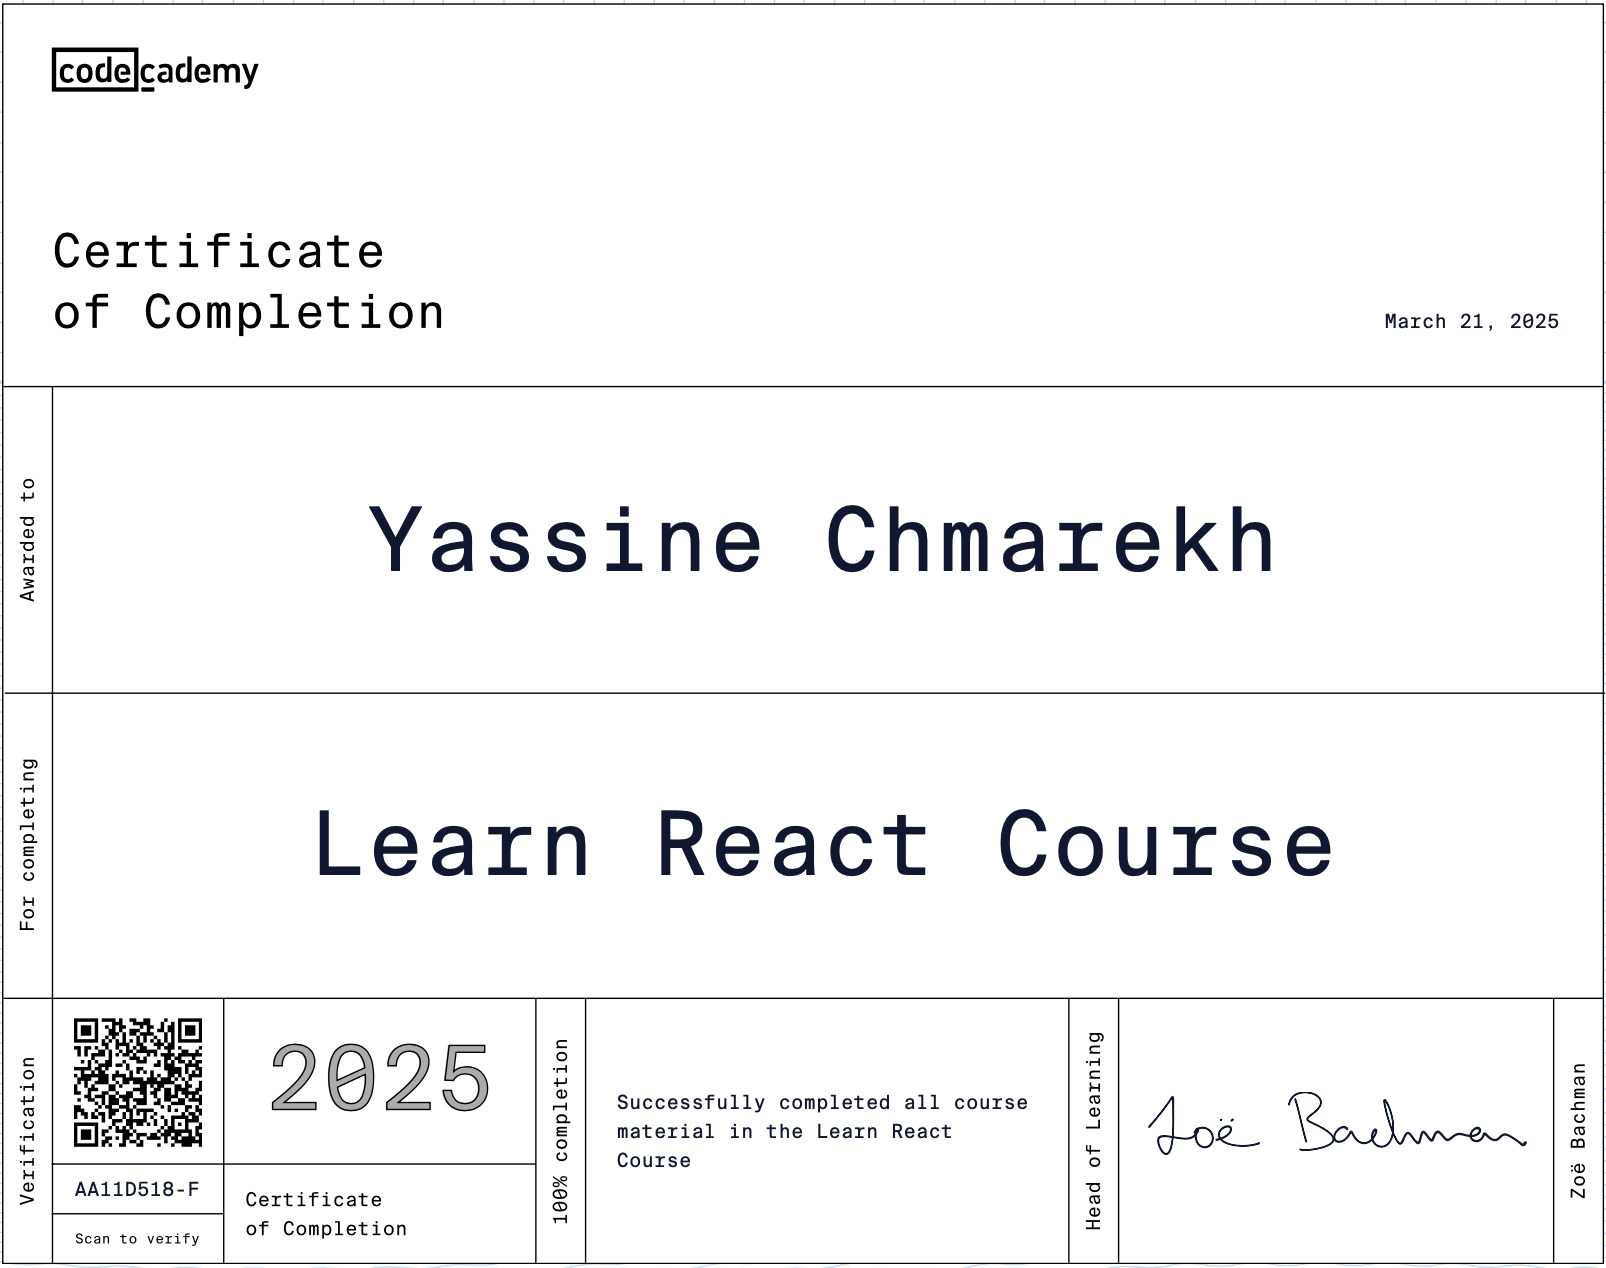 codecademy
Certificate
of Completion
March 21, 2025
Awarded to
Yassine Chmarekh
For completing
Learn React Course
Verification
AA11D518-F
Scan to verify
2025
Certificate
of Completion
100% completion
Successfully completed all course
material in the Learn React
Course
Head of Learning
Zoë Bachman
Zoë Bachman